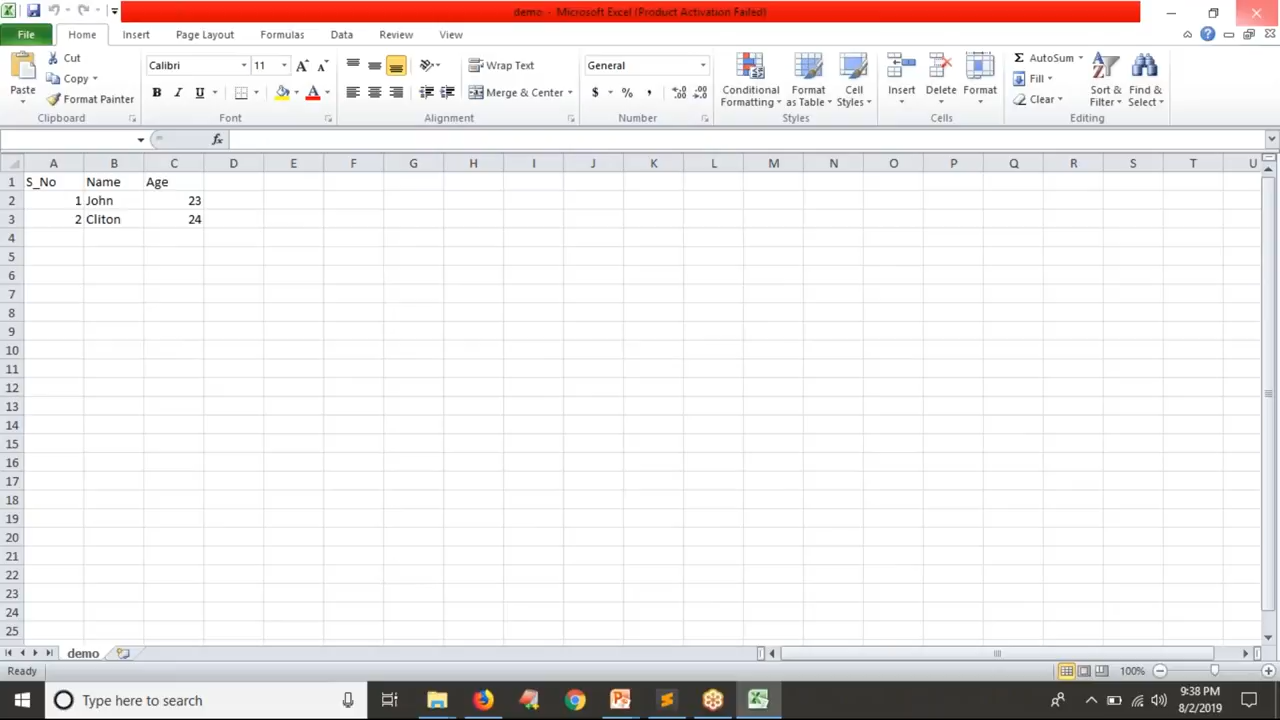 demo - Microsoft Excel (Product Activation Failed)
File Home Insert Page Layout Formulas Data Review View
Paste
Cut
Copy
Format Painter
Clipboard
Calibri 11
B I U A
Font
Wrap Text
Merge & Center
Alignment
General
$ % ,
Number
Conditional Formatting
Format as Table
Cell Styles
Styles
Insert Delete Format
Cells
Σ AutoSum
Fill
Clear
Sort & Filter
Find & Select
Editing
fx
A B C D E F G H I J K L M N O P Q R S T U
1 S_No Name Age
2 1 John 23
3 2 Cliton 24
4
5
6
7
8
9
10
11
12
13
14
15
16
17
18
19
20
21
22
23
24
25
demo
Ready 100%
Type here to search
9:38 PM
8/2/2019